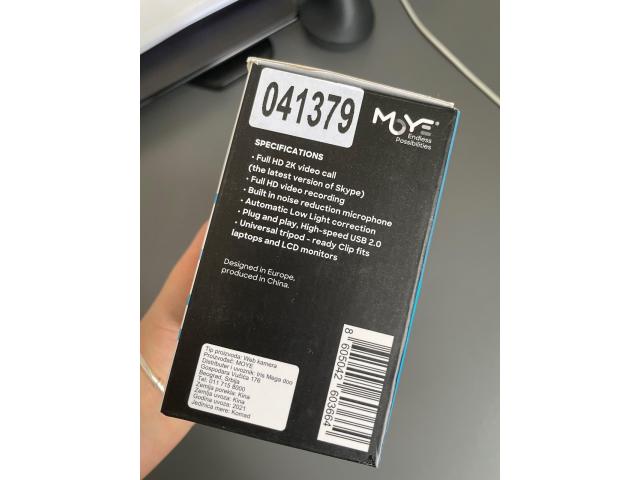 041379
MOYE®
Endless
Possibilities
SPECIFICATIONS
• Full HD 2K video call
(the latest version of Skype)
• Full HD video recording
• Built in noise reduction microphone
• Automatic Low Light correction
• Plug and play, High-speed USB 2.0
• Universal tripod - ready Clip fits
laptops and LCD monitors
Designed in Europe,
produced in China.
Tip proizvoda: Web kamera
Proizvođač: MOYE
Distributer i uvoznik: Iris Mega doo
Gospodara Vučića 176
Beograd, Srbija
Tel: 011 715 8000
Zemlja porekla: Kina
Zemlja uvoza: Kina
Godina uvoza: 2021
Jedinica mere: Komad
8 605042 603664